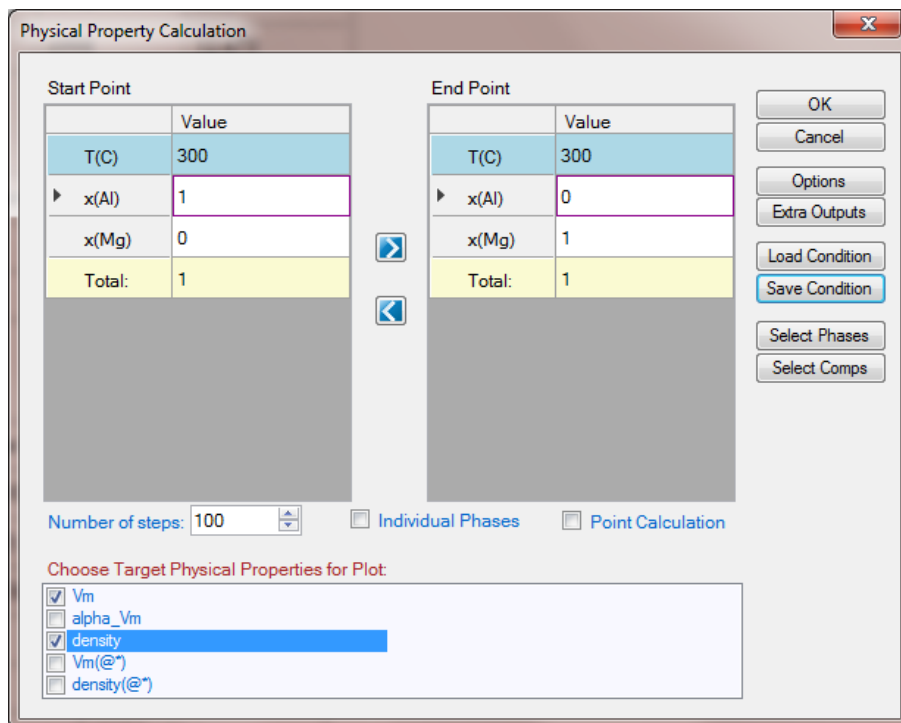 Physical Property Calculation
Start Point
Value
T(C) 300
x(Al) 1
x(Mg) 0
Total: 1
End Point
Value
T(C) 300
x(Al) 0
x(Mg) 1
Total: 1
OK
Cancel
Options
Extra Outputs
Load Condition
Save Condition
Select Phases
Select Comps
Number of steps: 100
Individual Phases
Point Calculation
Choose Target Physical Properties for Plot:
Vm
alpha_Vm
density
Vm(@*)
density(@*)